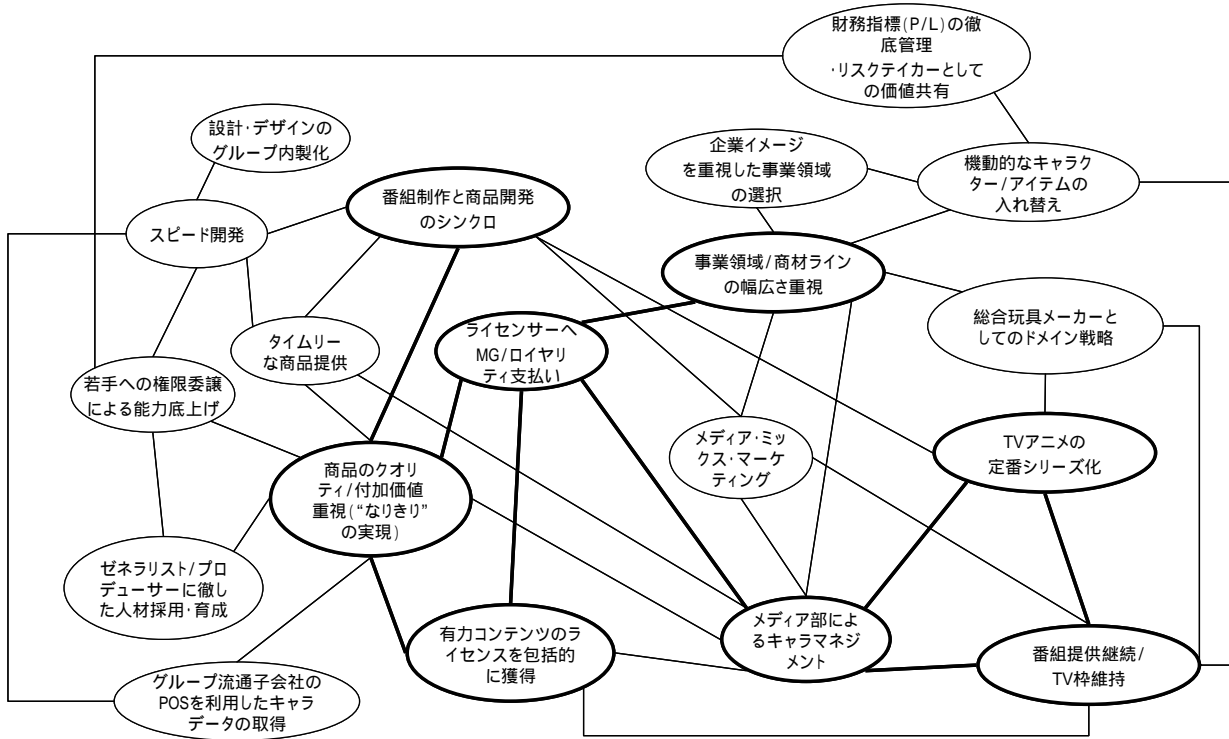 財務指標(P/L)の徹
底管理
・リスクテイカーとして
の価値共有
設計・デザインの
グループ内製化
企業イメージ
を重視した事業領域
の選択
機動的なキャラク
ター/アイテムの
入れ替え
番組制作と商品開発
のシンクロ
スピード開発
事業領域/商材ライン
の幅広さ重視
総合玩具メーカーと
してのドメイン戦略
ライセンサーへ
MG/ロイヤリ
ティ支払い
タイムリー
な商品提供
若手への権限委譲
による能力底上げ
メディア・ミッ
クス・マーケ
ティング
TVアニメの
定番シリーズ化
商品のクオリ
ティ/付加価値
重視(“なりきり”
の実現)
ゼネラリスト/プロ
デューサーに徹し
た人材採用・育成
有力コンテンツのラ
イセンスを包括的
に獲得
メディア部によ
るキャラマネジ
メント
番組提供継続/
TV枠維持
グループ流通子会社の
POSを利用したキャラ
データの取得